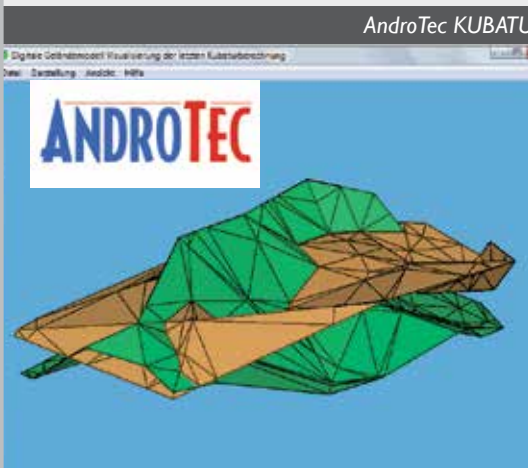 AndroTec KUBATU
Digitale Geländemodell Visualisierung der letzten Kubaturberechnung
Datei Darstellung Ansicht Hilfe
ANDROTEC